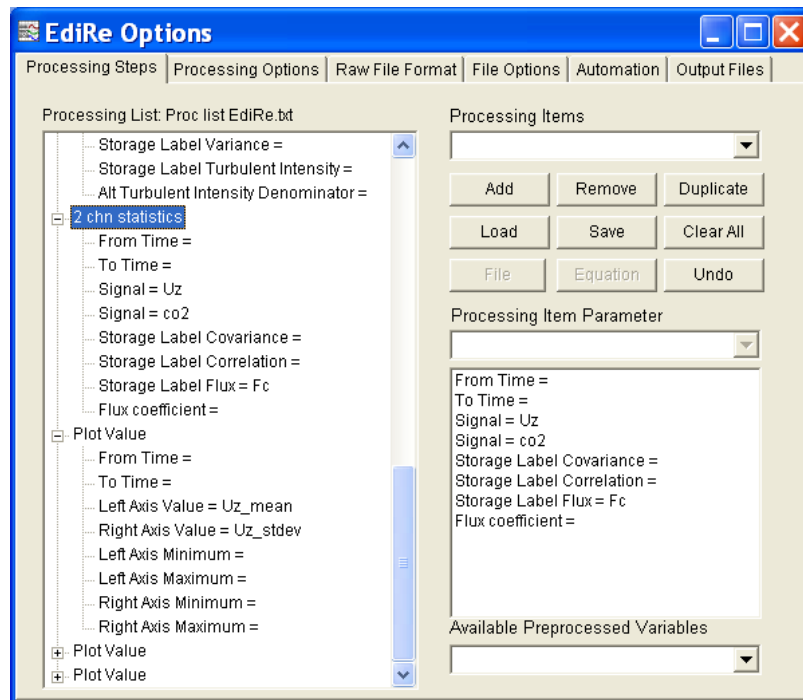 EdiRe Options
Processing Steps
Processing Options
Raw File Format
File Options
Automation
Output Files
Processing List: Proc list EdiRe.txt
Storage Label Variance =
Storage Label Turbulent Intensity =
Alt Turbulent Intensity Denominator =
2 chn statistics
From Time =
To Time =
Signal = Uz
Signal = co2
Storage Label Covariance =
Storage Label Correlation =
Storage Label Flux = Fc
Flux coefficient =
Plot Value
From Time =
To Time =
Left Axis Value = Uz_mean
Right Axis Value = Uz_stdev
Left Axis Minimum =
Left Axis Maximum =
Right Axis Minimum =
Right Axis Maximum =
Plot Value
Plot Value
Processing Items
Add
Remove
Duplicate
Load
Save
Clear All
File
Equation
Undo
Processing Item Parameter
From Time =
To Time =
Signal = Uz
Signal = co2
Storage Label Covariance =
Storage Label Correlation =
Storage Label Flux = Fc
Flux coefficient =
Available Preprocessed Variables